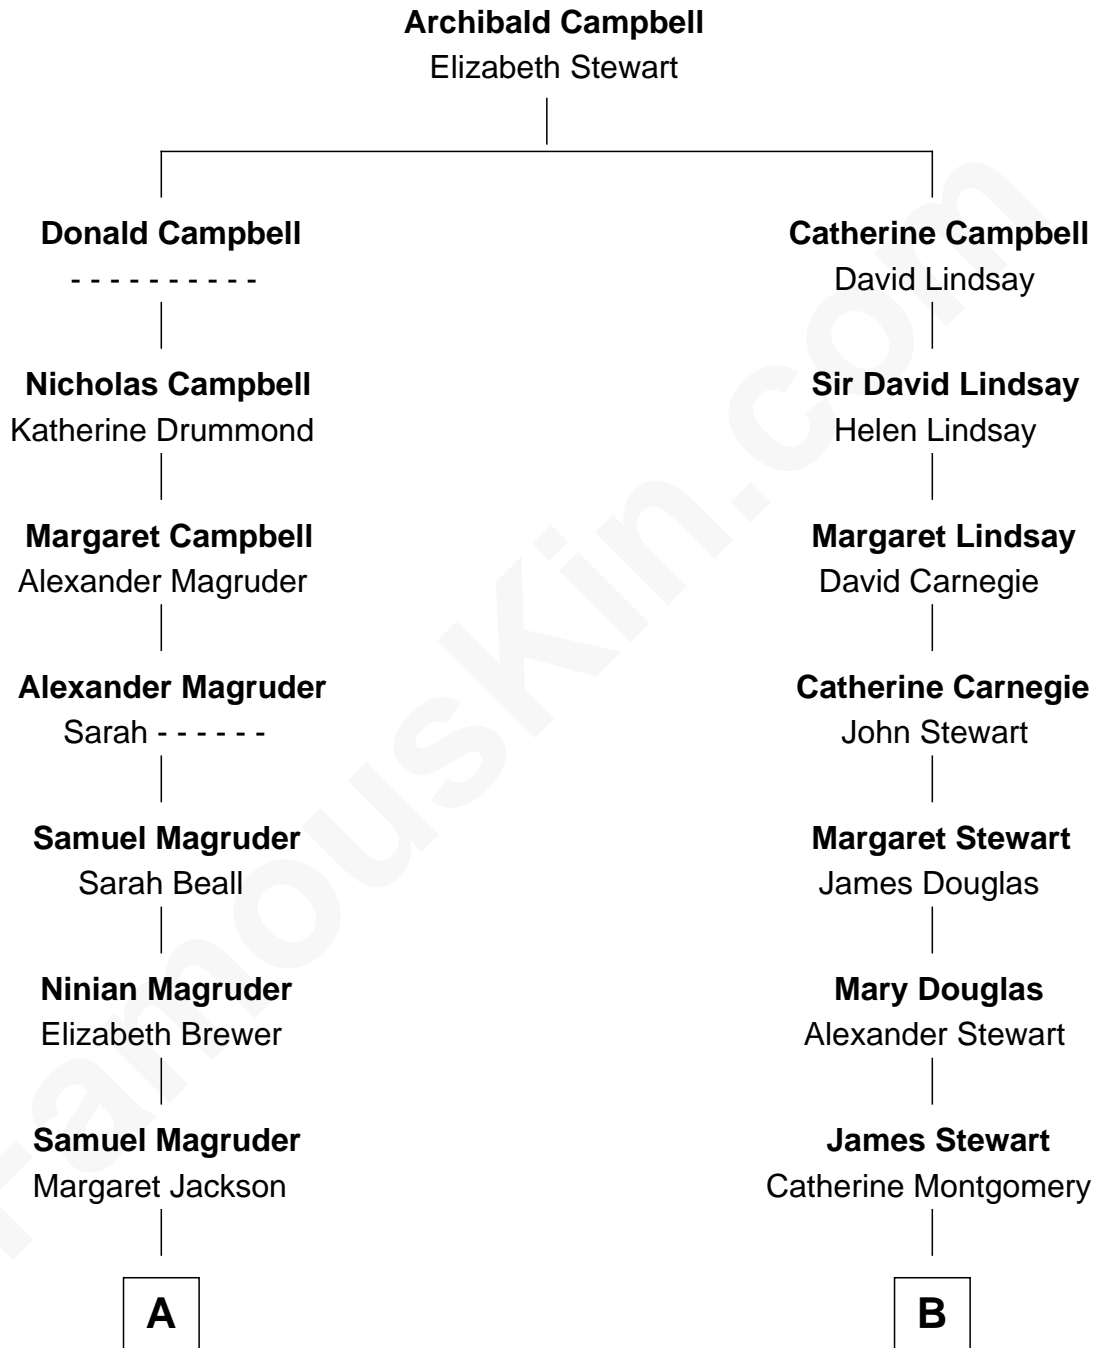 Archibald Campbell
Elizabeth Stewart
Donald Campbell
- - - - - - - - - -
Nicholas Campbell
Katherine Drummond
Margaret Campbell
Alexander Magruder
Alexander Magruder
Sarah - - - - - -
Samuel Magruder
Sarah Beall
Ninian Magruder
Elizabeth Brewer
Samuel Magruder
Margaret Jackson
A
Catherine Campbell
David Lindsay
Sir David Lindsay
Helen Lindsay
Margaret Lindsay
David Carnegie
Catherine Carnegie
John Stewart
Margaret Stewart
James Douglas
Mary Douglas
Alexander Stewart
James Stewart
Catherine Montgomery
B
FamousKin.com